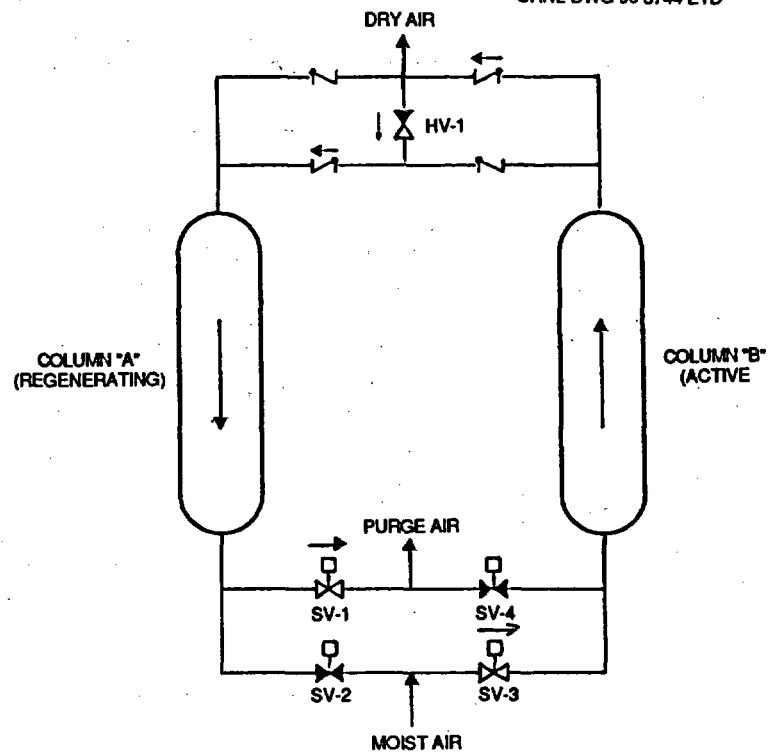 DRY AIR
HV-1
COLUMN "A"
(REGENERATING)
COLUMN "B"
(ACTIVE
PURGE AIR
SV-1
SV-4
SV-2
SV-3
MOIST AIR